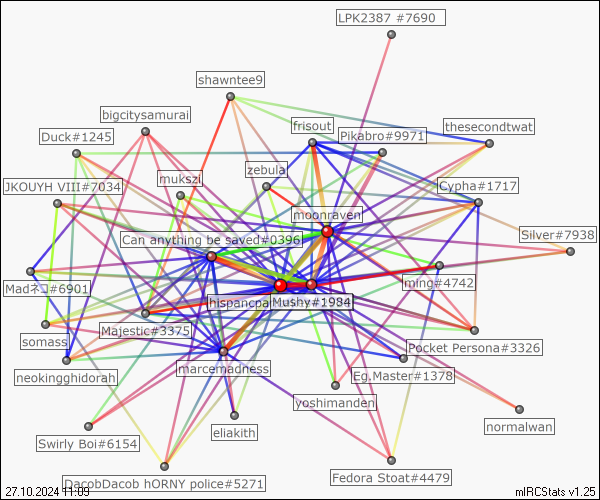 LPK2387 #7690
shawntee9
bigcitysamurai
frisout
thesecondtwat
Duck#1245
Pikabro#9971
zebula
mukszi
JKOUYH VIII#7034
Cypha#1717
moonraven
Silver#7938
Can anything be saved#0396
Madネコ#6901
ming#4742
hispancpa
Mushy#1984
Majestic#3375
somass
Pocket Persona#3326
neokingghidorah
marcemadness
Eg.Master#1378
yoshimanden
normalwan
eliakith
Swirly Boi#6154
Fedora Stoat#4479
DacobDacob hORNY police#5271
27.10.2024 11:09
mIRCStats v1.25